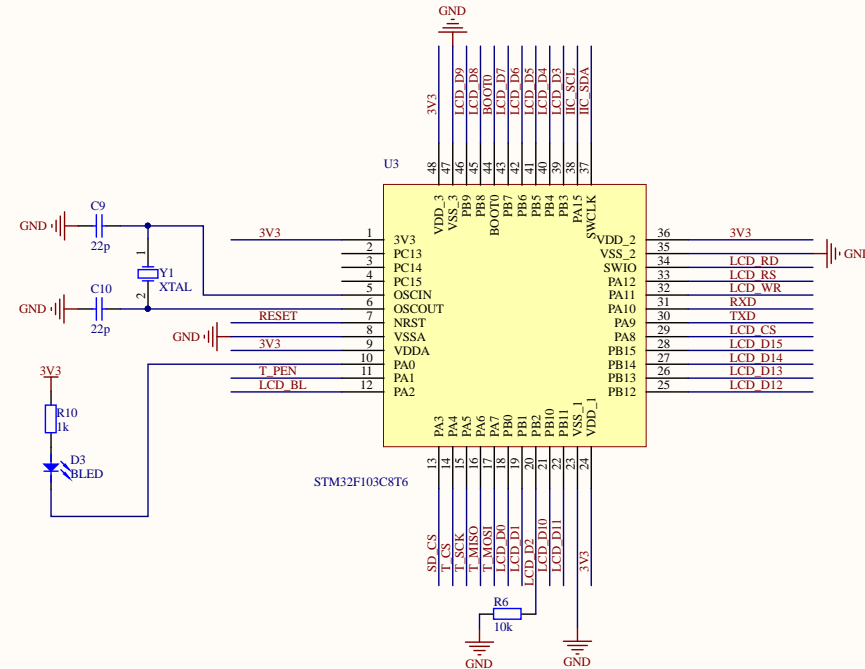 GND
3V3
LCD_D9
LCD_D8
BOOT0
LCD_D7
LCD_D6
LCD_D5
LCD_D4
LCD_D3
IIC_SCL
IIC_SDA
48
47
46
45
44
43
42
41
40
39
38
37
U3
VDD_3
VSS_3
PB9
PB8
BOOT0
PB7
PB6
PB5
PB4
PB3
PA15
SWCLK
C9
GND
22p
1
Y1
XTAL
2
C10
GND
22p
3V3 1 3V3
2 PC13
3 PC14
4 PC15
5 OSCIN
6 OSCOUT
RESET 7 NRST
GND 8 VSSA
3V3 9 VDDA
10 PA0
T_PEN 11 PA1
LCD_BL 12 PA2
VDD_2 36 3V3
VSS_2 35 GND
SWIO 34 LCD_RD
PA12 33 LCD_RS
PA11 32 LCD_WR
PA10 31 RXD
PA9 30 TXD
PA8 29 LCD_CS
PB15 28 LCD_D15
PB14 27 LCD_D14
PB13 26 LCD_D13
PB12 25 LCD_D12
3V3
R10
1k
D3
BLED
PA3
PA4
PA5
PA6
PA7
PB0
PB1
PB2
PB10
PB11
VSS_1
VDD_1
13
14
15
16
17
18
19
20
21
22
23
24
STM32F103C8T6
SD_CS
T_CS
T_SCK
T_MISO
T_MOSI
LCD_D0
LCD_D1
LCD_D2
LCD_D10
LCD_D11
3V3
R6
10k
GND
GND